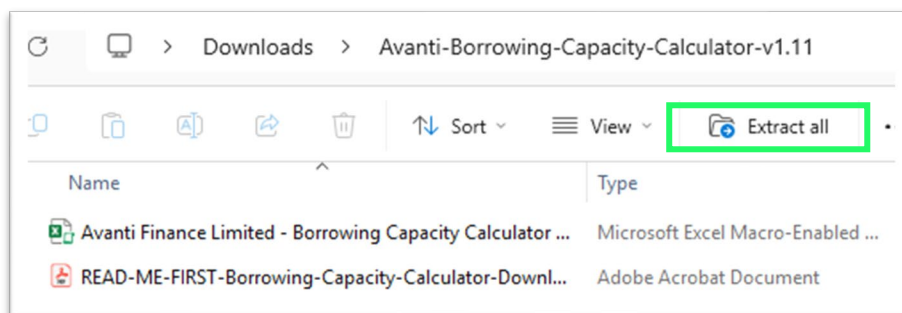 Downloads > Avanti-Borrowing-Capacity-Calculator-v1.11
Sort View Extract all
Name Type
Avanti Finance Limited - Borrowing Capacity Calculator ... Microsoft Excel Macro-Enabled ...
READ-ME-FIRST-Borrowing-Capacity-Calculator-Downl... Adobe Acrobat Document